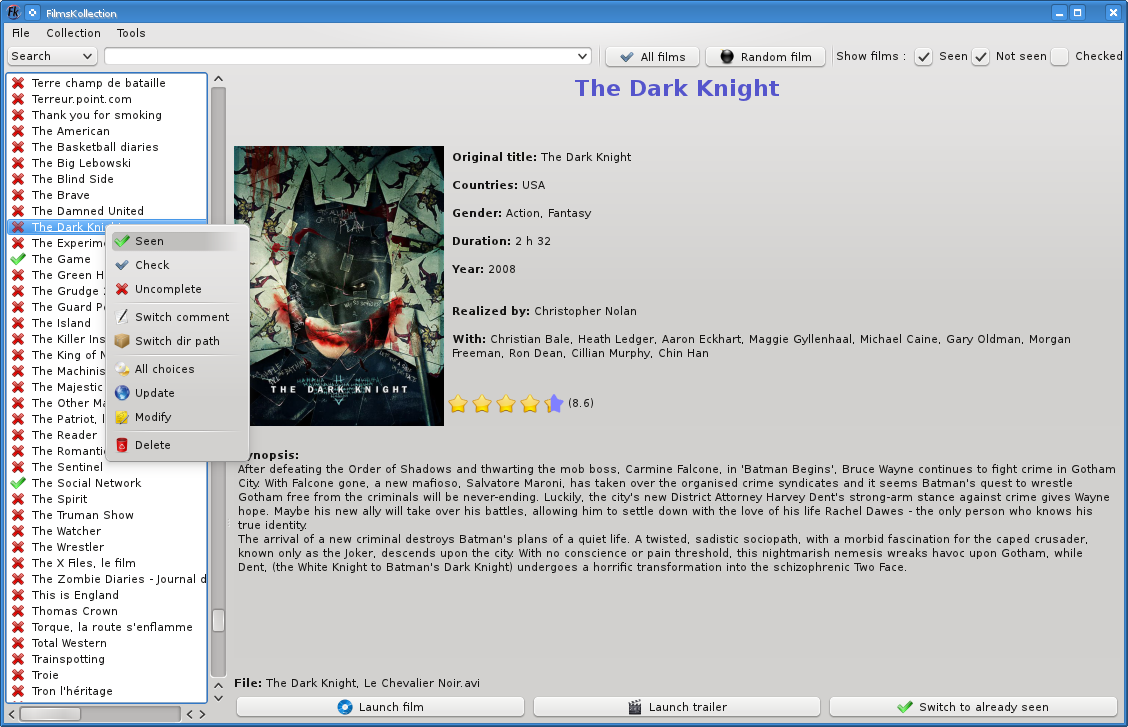 FilmsKollection
File Collection Tools
Search
All films
Random film
Show films :
Seen
Not seen
Checked
Terre champ de bataille
Terreur.point.com
Thank you for smoking
The American
The Basketball diaries
The Big Lebowski
The Blind Side
The Brave
The Damned United
The Dark Kni
The Experim
The Game
The Green H
The Grudge
The Guard P
The Island
The Killer Ins
The King of N
The Machinis
The Majestic
The Other Ma
The Patriot, l
The Reader
The Romanti
The Sentinel
The Social Network
The Spirit
The Truman Show
The Watcher
The Wrestler
The X Files, le film
The Zombie Diaries - Journal d
This is England
Thomas Crown
Torque, la route s'enflamme
Total Western
Trainspotting
Troie
Tron l'héritage
Seen
Check
Uncomplete
Switch comment
Switch dir path
All choices
Update
Modify
Delete
The Dark Knight
THE DARK KNIGHT
Original title: The Dark Knight
Countries: USA
Gender: Action, Fantasy
Duration: 2 h 32
Year: 2008
Realized by: Christopher Nolan
With: Christian Bale, Heath Ledger, Aaron Eckhart, Maggie Gyllenhaal, Michael Caine, Gary Oldman, Morgan
Freeman, Ron Dean, Cillian Murphy, Chin Han
(8.6)
ynopsis:
After defeating the Order of Shadows and thwarting the mob boss, Carmine Falcone, in 'Batman Begins', Bruce Wayne continues to fight crime in Gotham
City. With Falcone gone, a new mafioso, Salvatore Maroni, has taken over the organised crime syndicates and it seems Batman's quest to wrestle
Gotham free from the criminals will be never-ending. Luckily, the city's new District Attorney Harvey Dent's strong-arm stance against crime gives Wayne
hope. Maybe his new ally will take over his battles, allowing him to settle down with the love of his life Rachel Dawes - the only person who knows his
true identity.
The arrival of a new criminal destroys Batman's plans of a quiet life. A twisted, sadistic sociopath, with a morbid fascination for the caped crusader,
known only as the Joker, descends upon the city. With no conscience or pain threshold, this nightmarish nemesis wreaks havoc upon Gotham, while
Dent, (the White Knight to Batman's Dark Knight) undergoes a horrific transformation into the schizophrenic Two Face.
File: The Dark Knight, Le Chevalier Noir.avi
Launch film
Launch trailer
Switch to already seen